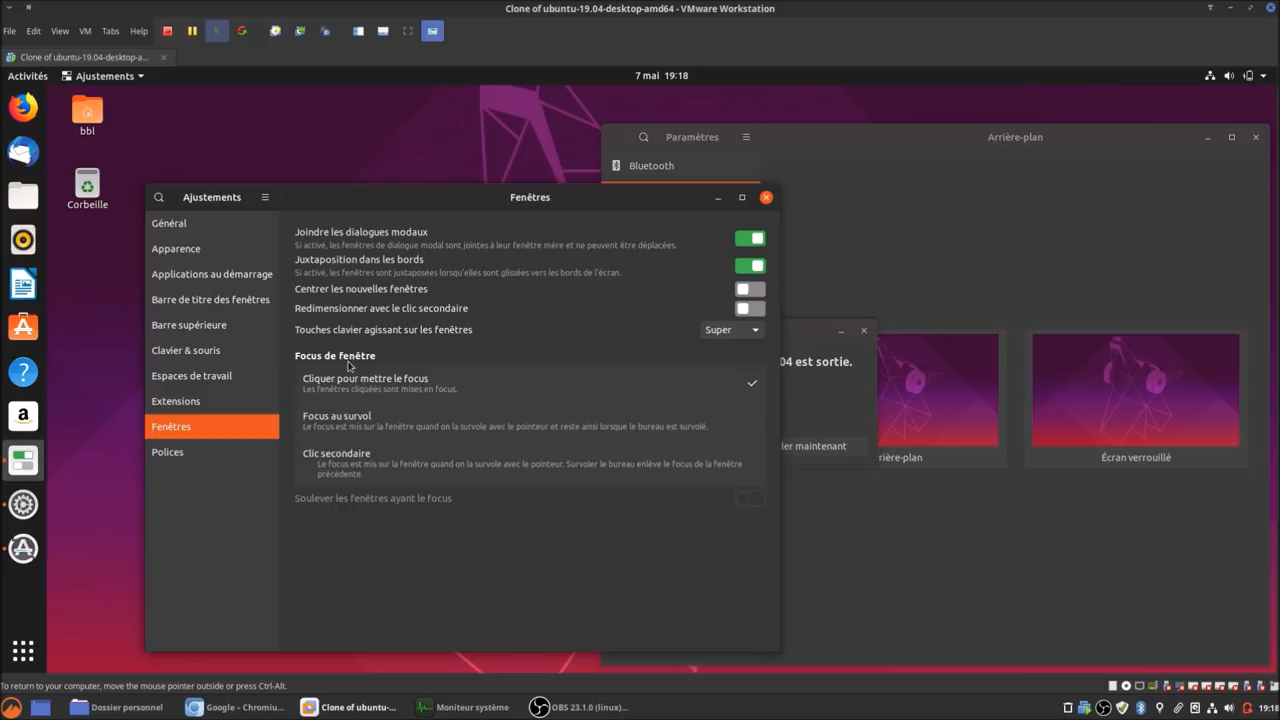 Clone of ubuntu-19.04-desktop-amd64 - VMware Workstation
File Edit View VM Tabs Help
Clone of ubuntu-19.04-desktop-a...
Activités Ajustements 7 mai 19:18
bbl
Corbeille
Paramètres Arrière-plan
Bluetooth
Ajustements Fenêtres
Général
Apparence
Applications au démarrage
Barre de titre des fenêtres
Barre supérieure
Clavier & souris
Espaces de travail
Extensions
Fenêtres
Polices
Joindre les dialogues modaux
Si activé, les fenêtres de dialogue modal sont jointes à leur fenêtre mère et ne peuvent être déplacées.
Juxtaposition dans les bords
Si activé, les fenêtres sont juxtaposées lorsqu'elles sont glissées vers les bords de l'écran.
Centrer les nouvelles fenêtres
Redimensionner avec le clic secondaire
Touches clavier agissant sur les fenêtres Super
Focus de fenêtre
Cliquer pour mettre le focus
Les fenêtres cliquées sont mises en focus.
Focus au survol
Le focus est mis sur la fenêtre quand on la survole avec le pointeur et reste ainsi lorsque le bureau est survolé.
Clic secondaire
Le focus est mis sur la fenêtre quand on la survole avec le pointeur. Survoler le bureau enlève le focus de la fenêtre
précédente.
Soulever les fenêtres ayant le focus
04 est sortie.
ler maintenant
rrière-plan
Écran verrouillé
To return to your computer, move the mouse pointer outside or press Ctrl-Alt.
Dossier personnel Google – Chromiu... Clone of ubuntu-... Moniteur système OBS 23.1.0 (linux)... 19:18